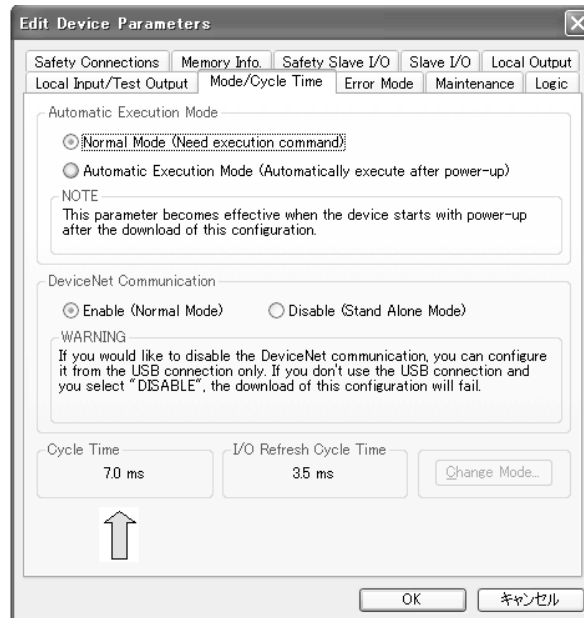 Edit Device Parameters
Safety Connections Memory Info. Safety Slave I/O Slave I/O Local Output
Local Input/Test Output Mode/Cycle Time Error Mode Maintenance Logic
Automatic Execution Mode
Normal Mode (Need execution command)
Automatic Execution Mode (Automatically execute after power-up)
NOTE
This parameter becomes effective when the device starts with power-up
after the download of this configuration.
DeviceNet Communication
Enable (Normal Mode) Disable (Stand Alone Mode)
WARNING
If you would like to disable the DeviceNet communication, you can configure
it from the USB connection only. If you don't use the USB connection and
you select "DISABLE", the download of this configuration will fail.
Cycle Time I/O Refresh Cycle Time
7.0 ms 3.5 ms Change Mode...
OK キャンセル